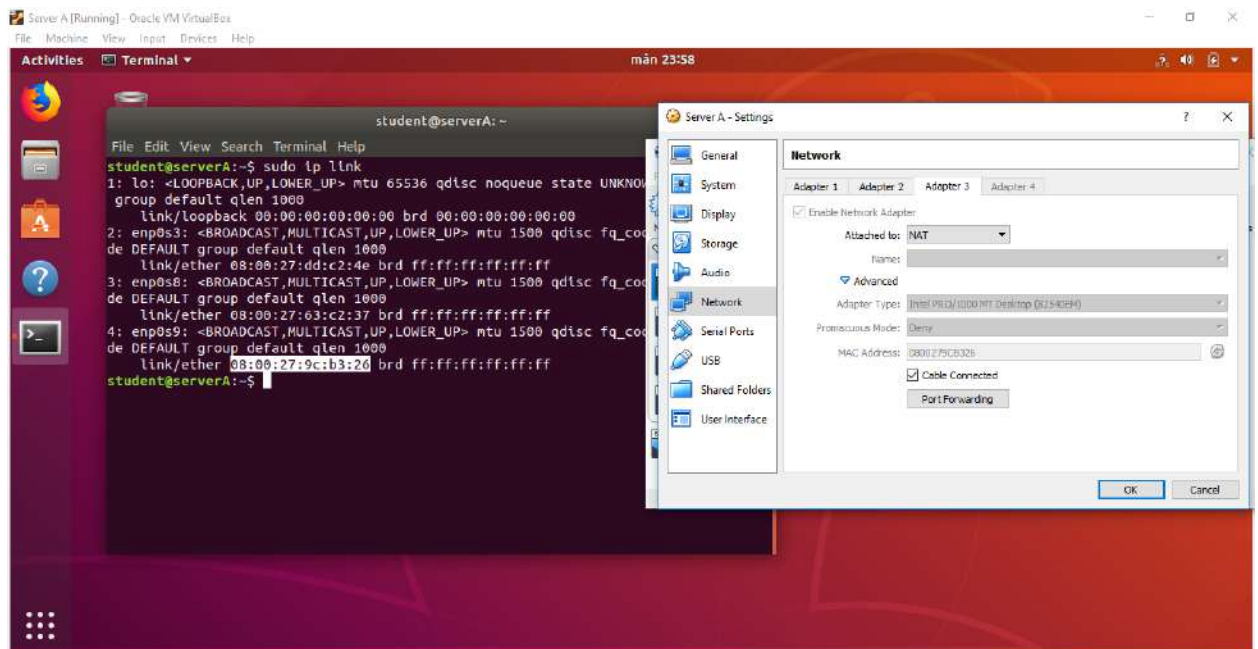 Server A [Running] - Oracle VM VirtualBox
File Machine View Input Devices Help
Activities Terminal mån 23:58
student@serverA: ~
File Edit View Search Terminal Help
student@serverA:~$ sudo ip link
1: lo: <LOOPBACK,UP,LOWER_UP> mtu 65536 qdisc noqueue state UNKNOW
group default qlen 1000
link/loopback 00:00:00:00:00:00 brd 00:00:00:00:00:00
2: enp0s3: <BROADCAST,MULTICAST,UP,LOWER_UP> mtu 1500 qdisc fq_cod
de DEFAULT group default qlen 1000
link/ether 08:00:27:dd:c2:4e brd ff:ff:ff:ff:ff:ff
3: enp0s8: <BROADCAST,MULTICAST,UP,LOWER_UP> mtu 1500 qdisc fq_cod
de DEFAULT group default qlen 1000
link/ether 08:00:27:63:c2:37 brd ff:ff:ff:ff:ff:ff
4: enp0s9: <BROADCAST,MULTICAST,UP,LOWER_UP> mtu 1500 qdisc fq_cod
de DEFAULT group default qlen 1000
link/ether 08:00:27:9c:b3:26 brd ff:ff:ff:ff:ff:ff
student@serverA:~$
Server A - Settings
General
System
Display
Storage
Audio
Network
Serial Ports
USB
Shared Folders
User Interface
Network
Adapter 1 Adapter 2 Adapter 3 Adapter 4
Enable Network Adapter
Attached to: NAT
Name:
Advanced
Adapter Type: Intel PRO/1000 MT Desktop (82540EM)
Promiscuous Mode: Deny
MAC Address: 0800279CB326
Cable Connected
Port Forwarding
OK Cancel